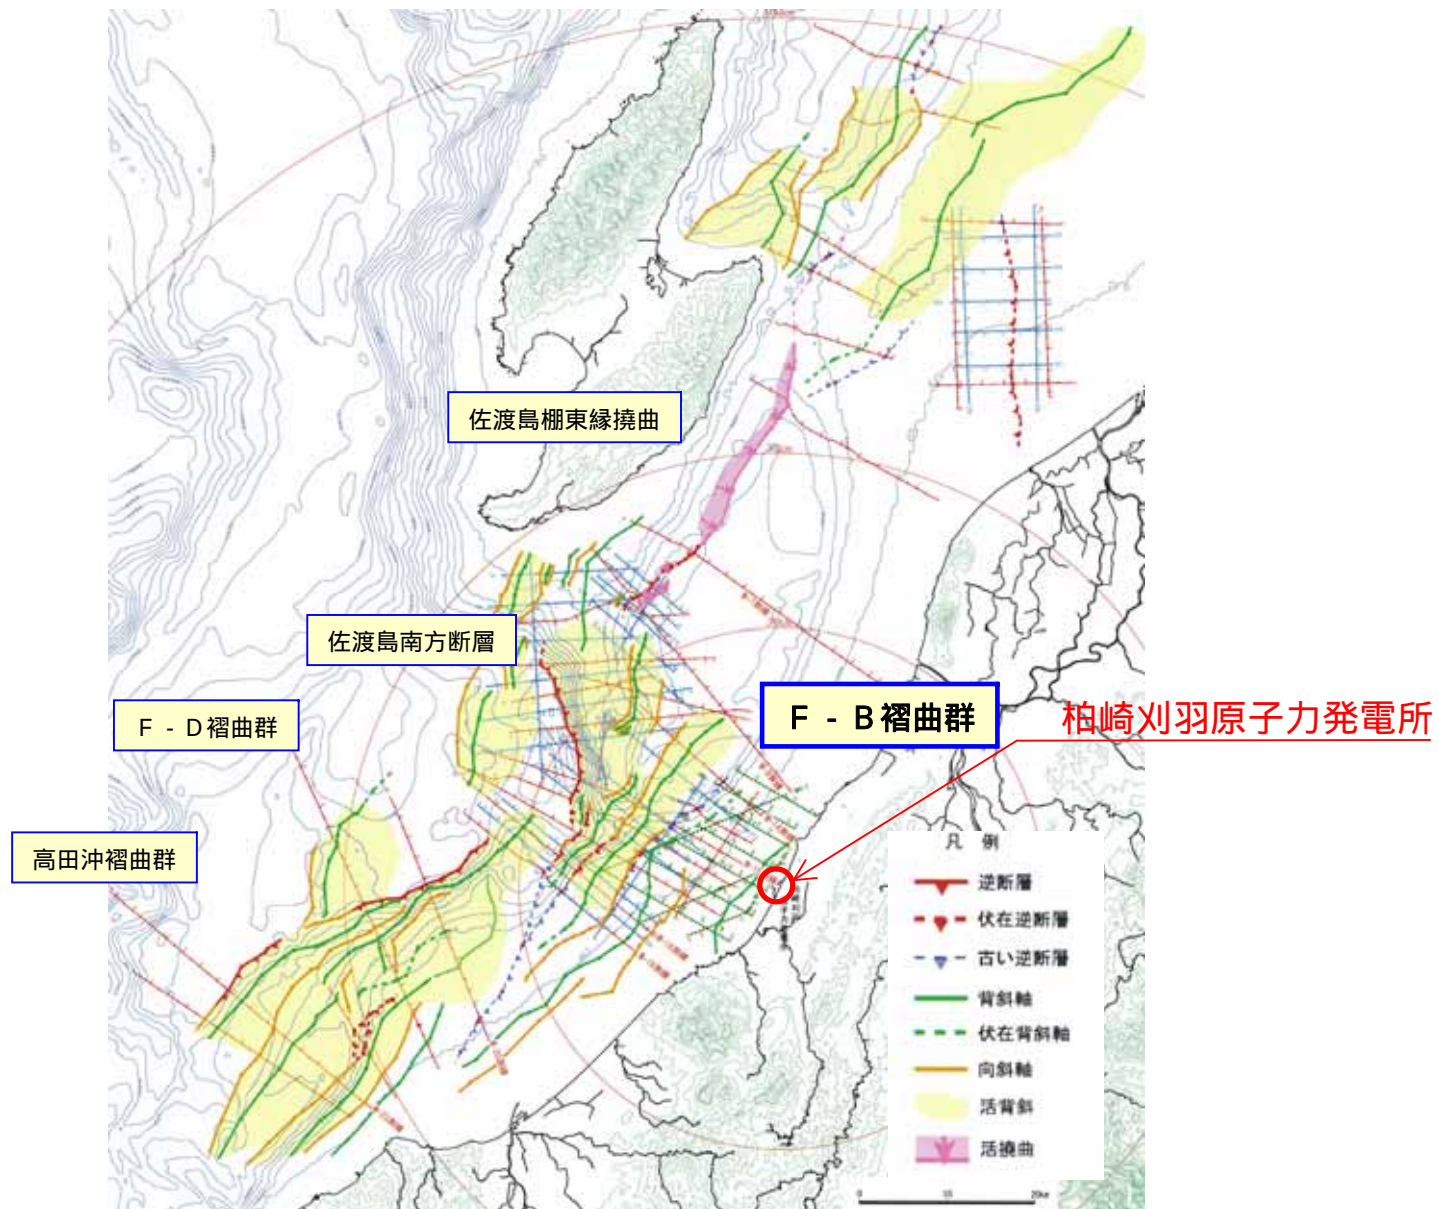 佐渡島棚東縁撓曲
佐渡島南方断層
F - D褶曲群
F - B褶曲群
柏崎刈羽原子力発電所
高田沖褶曲群
凡 例
逆断層
伏在逆断層
古い逆断層
背斜軸
伏在背斜軸
向斜軸
活背斜
活撓曲
0 10 20km